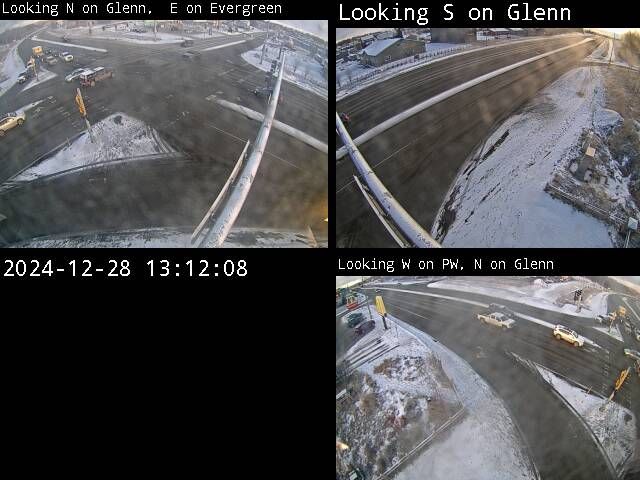 Looking N on Glenn,  E on Evergreen
Looking S on Glenn
2024-12-28 13:12:08
Looking W on PW, N on Glenn